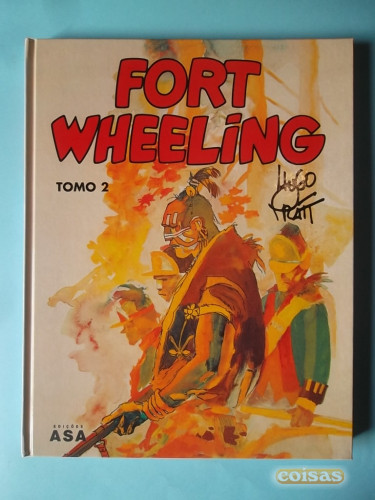 FORT
WHEELiNG
TOMO 2
HUGO
PRATT
EDIÇÕES
ASA
coisas